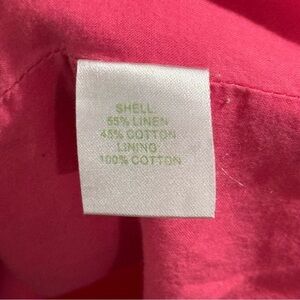 SHELL:
55% LINEN
45% COTTON
LINING
100% COTTON